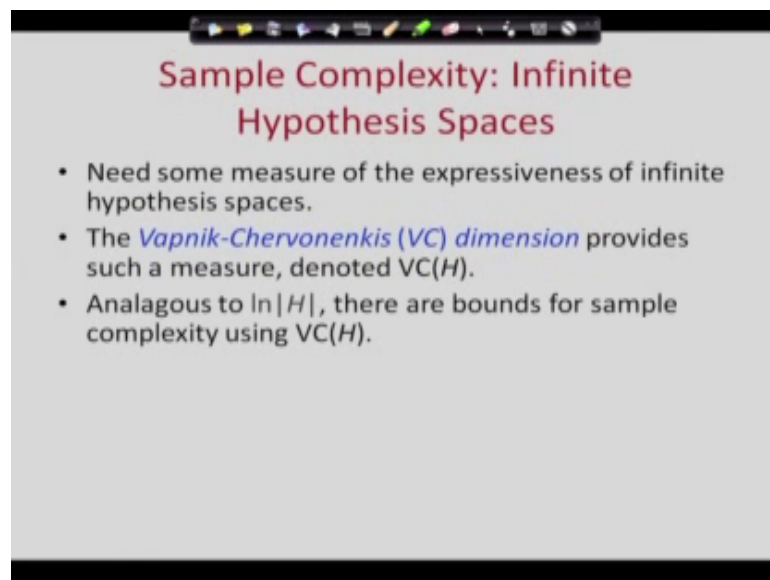 Sample Complexity: Infinite
Hypothesis Spaces
• Need some measure of the expressiveness of infinite
hypothesis spaces.
• The Vapnik-Chervonenkis (VC) dimension provides
such a measure, denoted VC(H).
• Analagous to ln|H|, there are bounds for sample
complexity using VC(H).